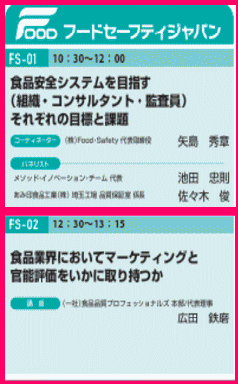 FOOD フードセーフティジャパン
FS-01 10：30～12：00
食品安全システムを目指す
（組織・コンサルタント・監査員）
それぞれの目標と課題
コーディネーター （株）Food・Safety 代表取締役 矢島 秀章
パネリスト
メソッド・イノベーション・チーム 代表 池田 忠則
あみ印食品工業（株） 埼玉工場 品質保証室 係長 佐々木 俊
FS-02 12：30～13：15
食品業界においてマーケティングと
官能評価をいかに取り持つか
講師 （一社）食品品質プロフェッショナルズ 本部/代表理事
広田 鉄磨